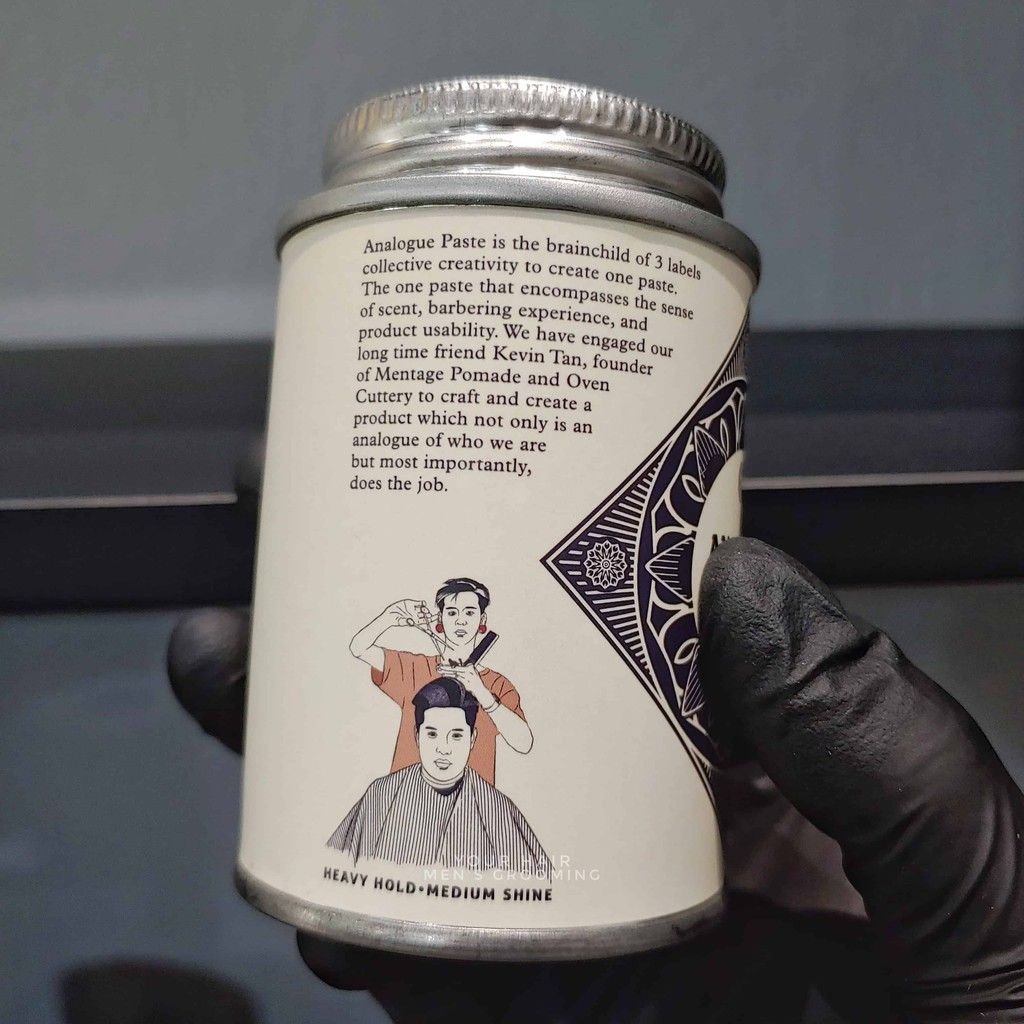 Analogue Paste is the brainchild of 3 labels
collective creativity to create one paste.
The one paste that encompasses the sense
of scent, barbering experience, and
product usability. We have engaged our
long time friend Kevin Tan, founder
of Mentage Pomade and Oven
Cuttery to craft and create a
product which not only is an
analogue of who we are
but most importantly,
does the job.
YOUR HAIR
MEN'S GROOMING
HEAVY HOLD•MEDIUM SHINE